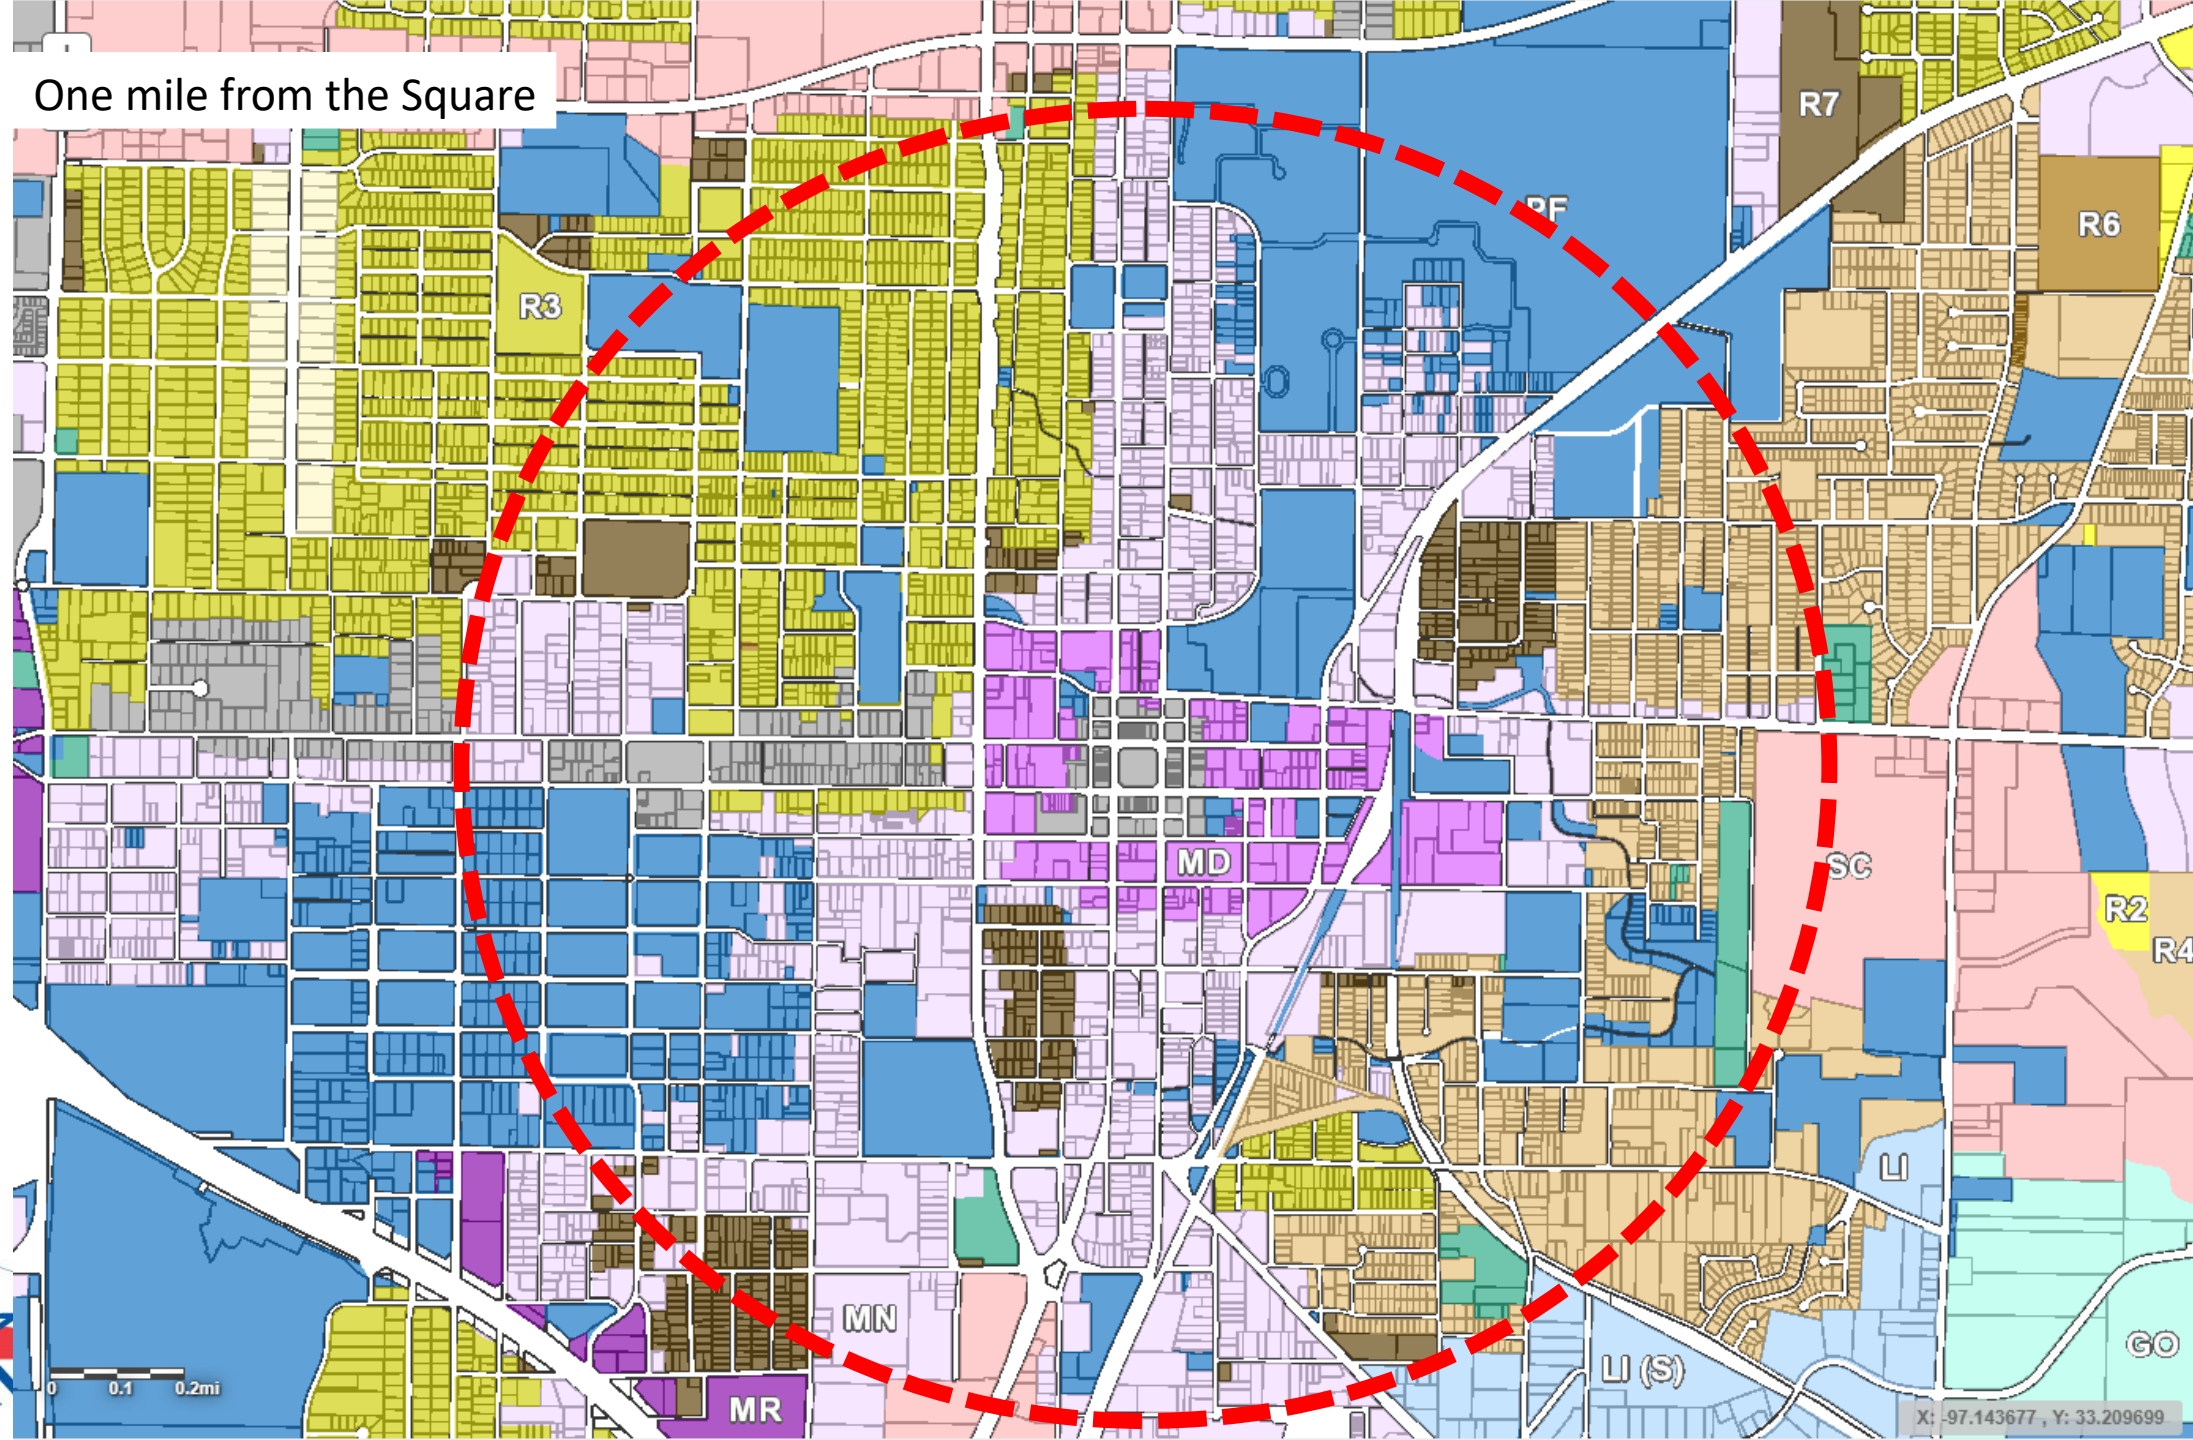 One mile from the Square
R7
PF
R6
R3
MD
SC
R2
R4
LI
MN
GO
LI (S)
0 0.1 0.2mi
MR
X: -97.143677 , Y: 33.209699